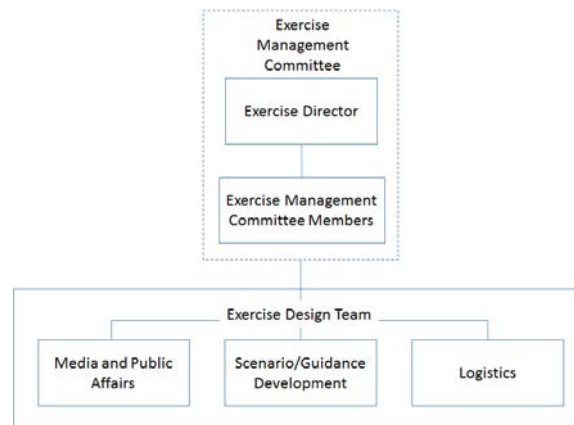 Exercise
Management
Committee
Exercise Director
Exercise Management
Committee Members
Exercise Design Team
Media and Public
Affairs
Scenario/Guidance
Development
Logistics